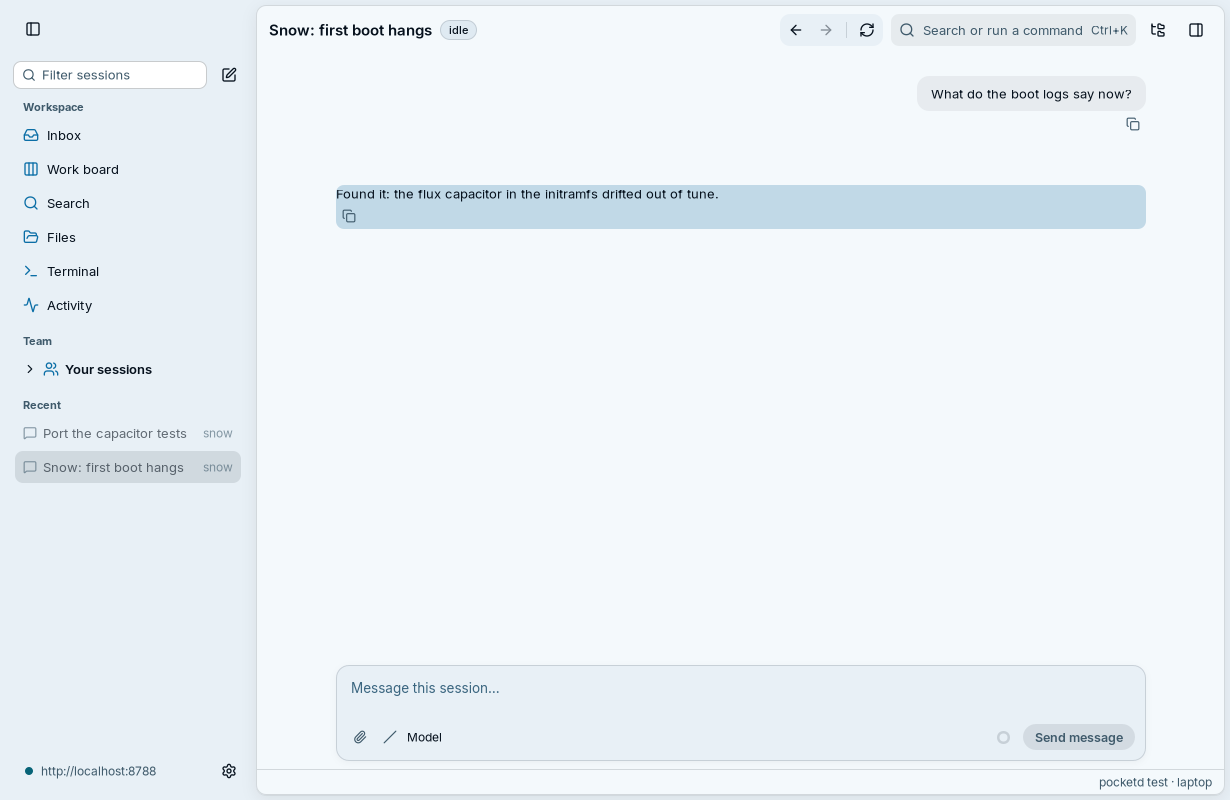 Snow: first boot hangs
idle
Search or run a command
Ctrl+K
Filter sessions
Workspace
Inbox
Work board
Search
Files
Terminal
Activity
Team
Your sessions
Recent
Port the capacitor tests snow
Snow: first boot hangs snow
http://localhost:8788
What do the boot logs say now?
Found it: the flux capacitor in the initramfs drifted out of tune.
Message this session...
Model
Send message
pocketd test · laptop